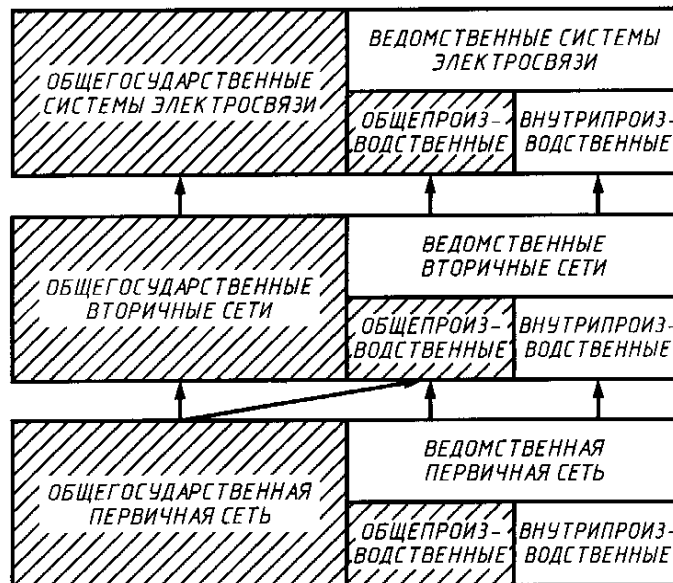 ОБЩЕГОСУДАРСТВЕННЫЕ
СИСТЕМЫ ЭЛЕКТРОСВЯЗИ
ВЕДОМСТВЕННЫЕ СИСТЕМЫ
ЭЛЕКТРОСВЯЗИ
ОБЩЕПРОИЗ-
ВОДСТВЕННЫЕ
ВНУТРИПРОИЗ-
ВОДСТВЕННЫЕ
ОБЩЕГОСУДАРСТВЕННЫЕ
ВТОРИЧНЫЕ СЕТИ
ВЕДОМСТВЕННЫЕ
ВТОРИЧНЫЕ СЕТИ
ОБЩЕПРОИЗ-
ВОДСТВЕННЫЕ
ВНУТРИПРОИЗ-
ВОДСТВЕННЫЕ
ОБЩЕГОСУДАРСТВЕННАЯ
ПЕРВИЧНАЯ СЕТЬ
ВЕДОМСТВЕННАЯ
ПЕРВИЧНАЯ СЕТЬ
ОБЩЕПРОИЗ-
ВОДСТВЕННЫЕ
ВНУТРИПРОИЗ-
ВОДСТВЕННЫЕ